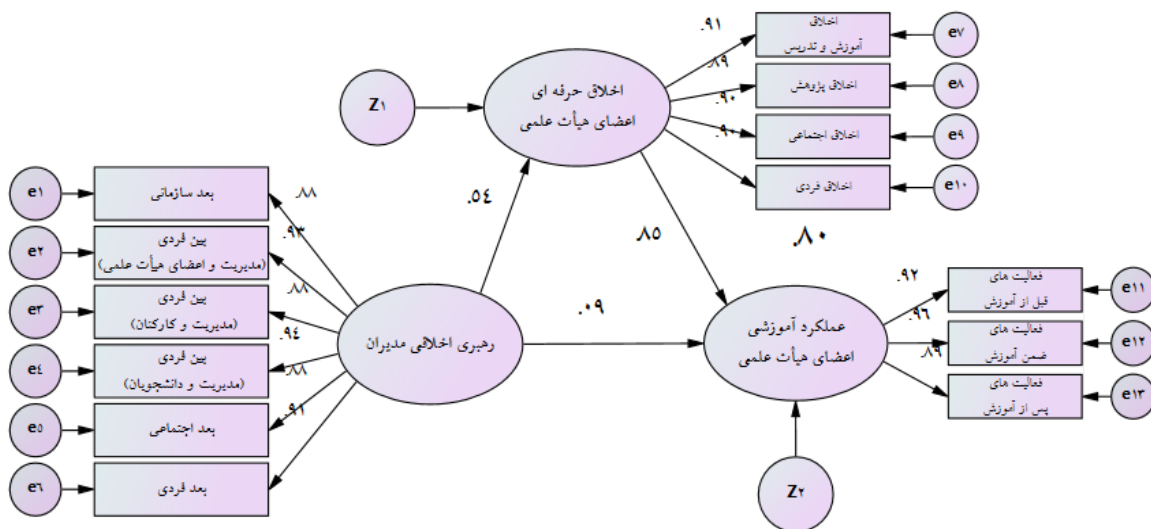 .۹۱
اخلاق
آموزش و تدریس
e۷
.۸۹
اخلاق پژوهش
e۸
.۹۰
اخلاق اجتماعی
e۹
.۹۰
اخلاق فردی
e۱۰
Z۱
اخلاق حرفه ای
اعضای هیأت علمی
.۵٤
.۸۵
.۸۰
.۰۹
e۱
بعد سازمانی
.۸۸
e۲
بین فردی
(مدیریت و اعضای هیأت علمی)
.۹۳
e۳
بین فردی
(مدیریت و کارکنان)
.۸۸
e٤
بین فردی
(مدیریت و دانشجویان)
.۹٤
e۵
بعد اجتماعی
.۸۸
e۶
بعد فردی
.۹۱
رهبری اخلاقی مدیران
عملکرد آموزشی
اعضای هیأت علمی
.۹۲
فعالیت های
قبل از آموزش
e۱۱
.۹۶
فعالیت های
ضمن آموزش
e۱۲
.۸۹
فعالیت های
پس از آموزش
e۱۳
Z۲